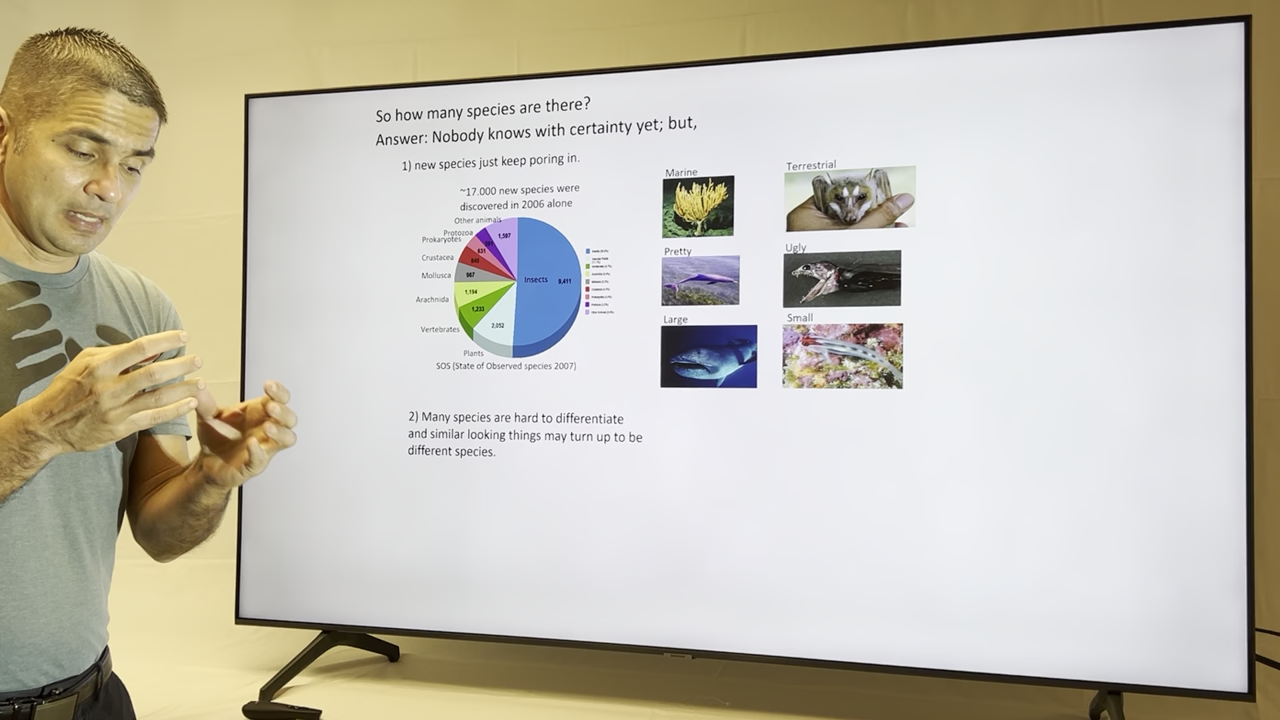 So how many species are there?
Answer: Nobody knows with certainty yet; but,
1) new species just keep poring in.
~17.000 new species were
discovered in 2006 alone
Other animals
Protozoa
Prokaryotes
Crustacea
Mollusca
Arachnida
Vertebrates
Plants
1,597
631
967
1,194
1,233
2,052
Insects
9,411
SOS (State of Observed species 2007)
Marine
Terrestrial
Pretty
Ugly
Large
Small
2) Many species are hard to differentiate
and similar looking things may turn up to be
different species.